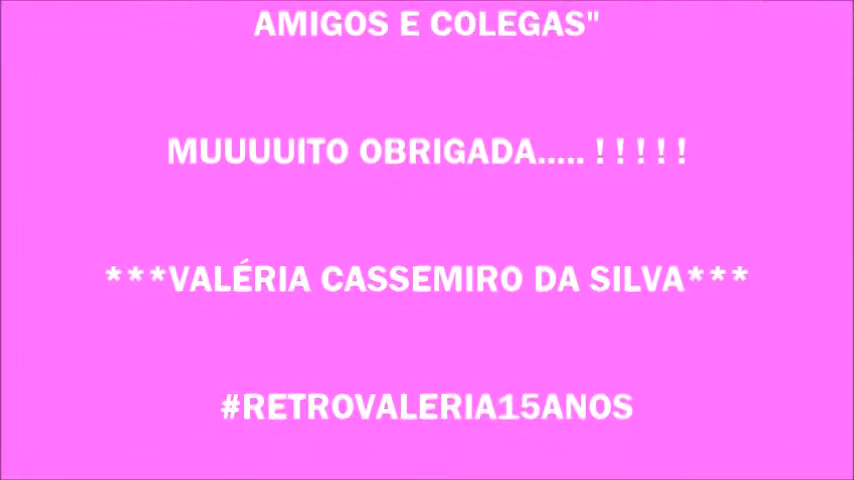 AMIGOS E COLEGAS"
MUUUUITO OBRIGADA..... ! ! ! ! !
***VALÉRIA CASSEMIRO DA SILVA***
#RETROVALERIA15ANOS